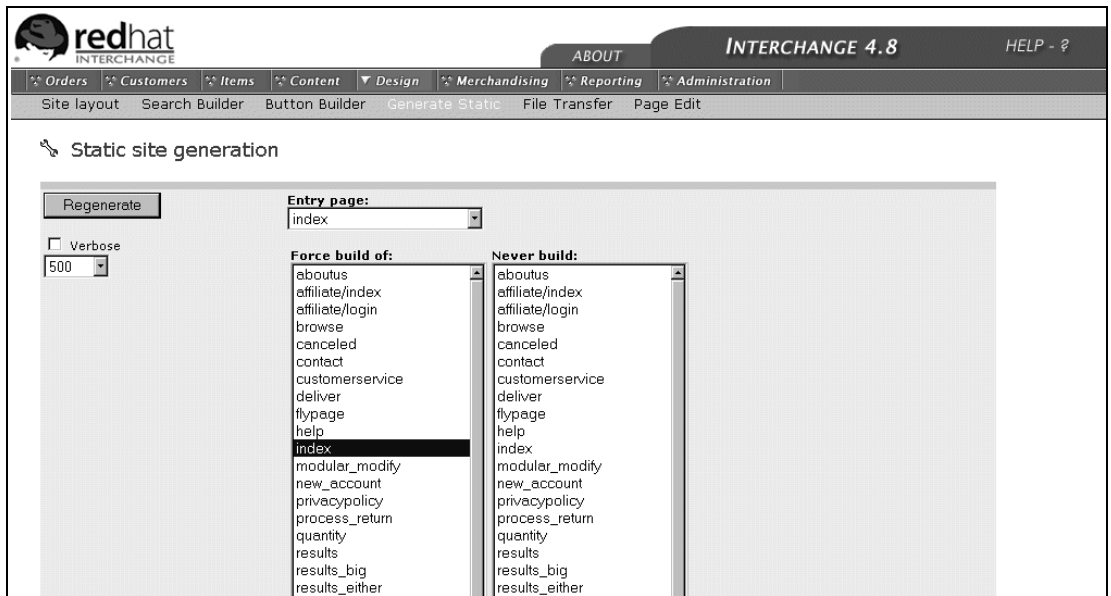 redhat
INTERCHANGE
ABOUT
INTERCHANGE 4.8
HELP - ?
Orders Customers Items Content Design Merchandising Reporting Administration
Site layout Search Builder Button Builder Generate Static File Transfer Page Edit
Static site generation
Regenerate
Verbose
500
Entry page:
index
Force build of:
aboutus
affiliate/index
affiliate/login
browse
canceled
contact
customerservice
deliver
flypage
help
index
modular_modify
new_account
privacypolicy
process_return
quantity
results
results_big
results_either
Never build:
aboutus
affiliate/index
affiliate/login
browse
canceled
contact
customerservice
deliver
flypage
help
index
modular_modify
new_account
privacypolicy
process_return
quantity
results
results_big
results_either